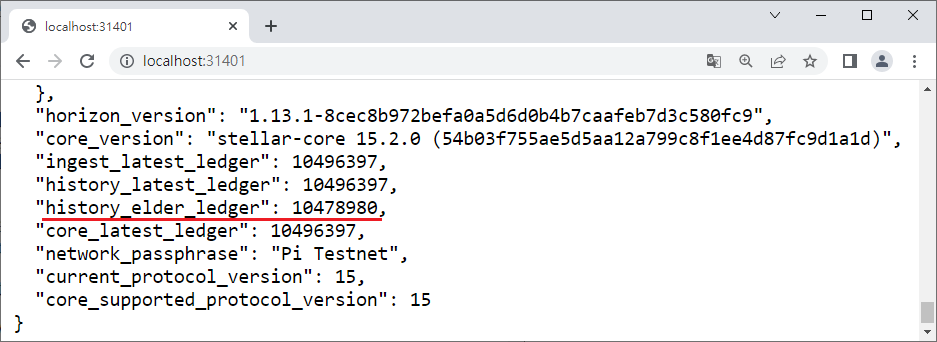 localhost:31401
localhost:31401
},
"horizon_version": "1.13.1-8cec8b972befa0a5d6d0b4b7caafeb7d3c580fc9",
"core_version": "stellar-core 15.2.0 (54b03f755ae5d5aa12a799c8f1ee4d87fc9d1a1d)",
"ingest_latest_ledger": 10496397,
"history_latest_ledger": 10496397,
"history_elder_ledger": 10478980,
"core_latest_ledger": 10496397,
"network_passphrase": "Pi Testnet",
"current_protocol_version": 15,
"core_supported_protocol_version": 15
}